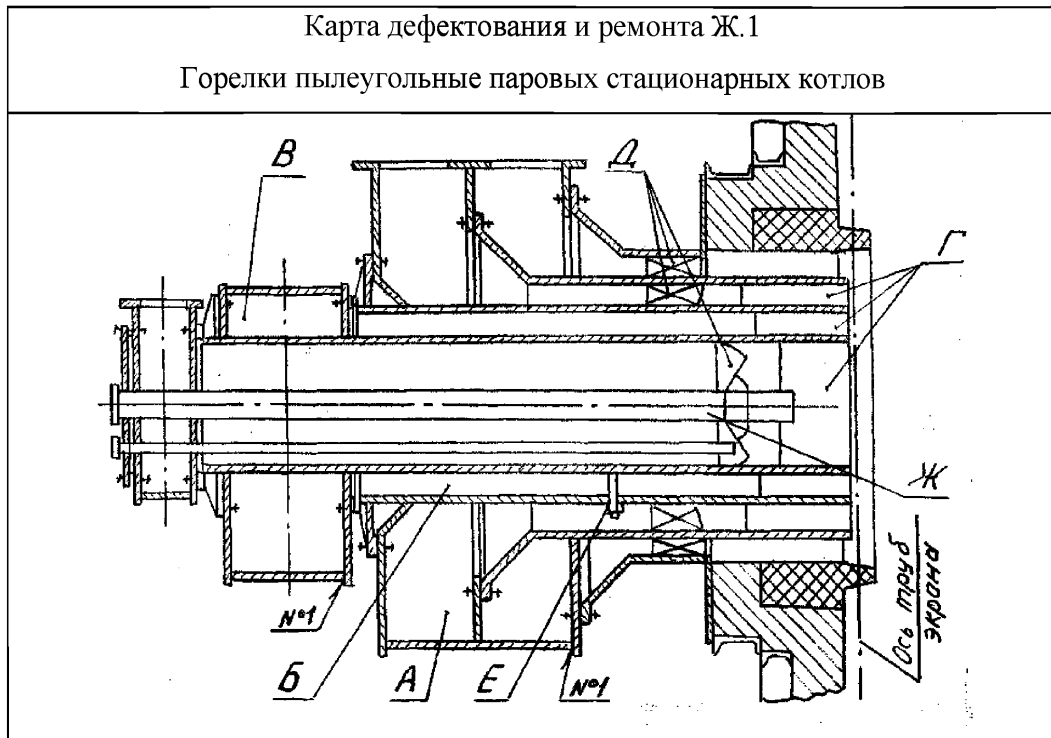 Карта дефектования и ремонта Ж.1
Горелки пылеугольные паровых стационарных котлов
В
Д
Г
Ж
№1
Б
А
Е
№1
Ось труб
экрана